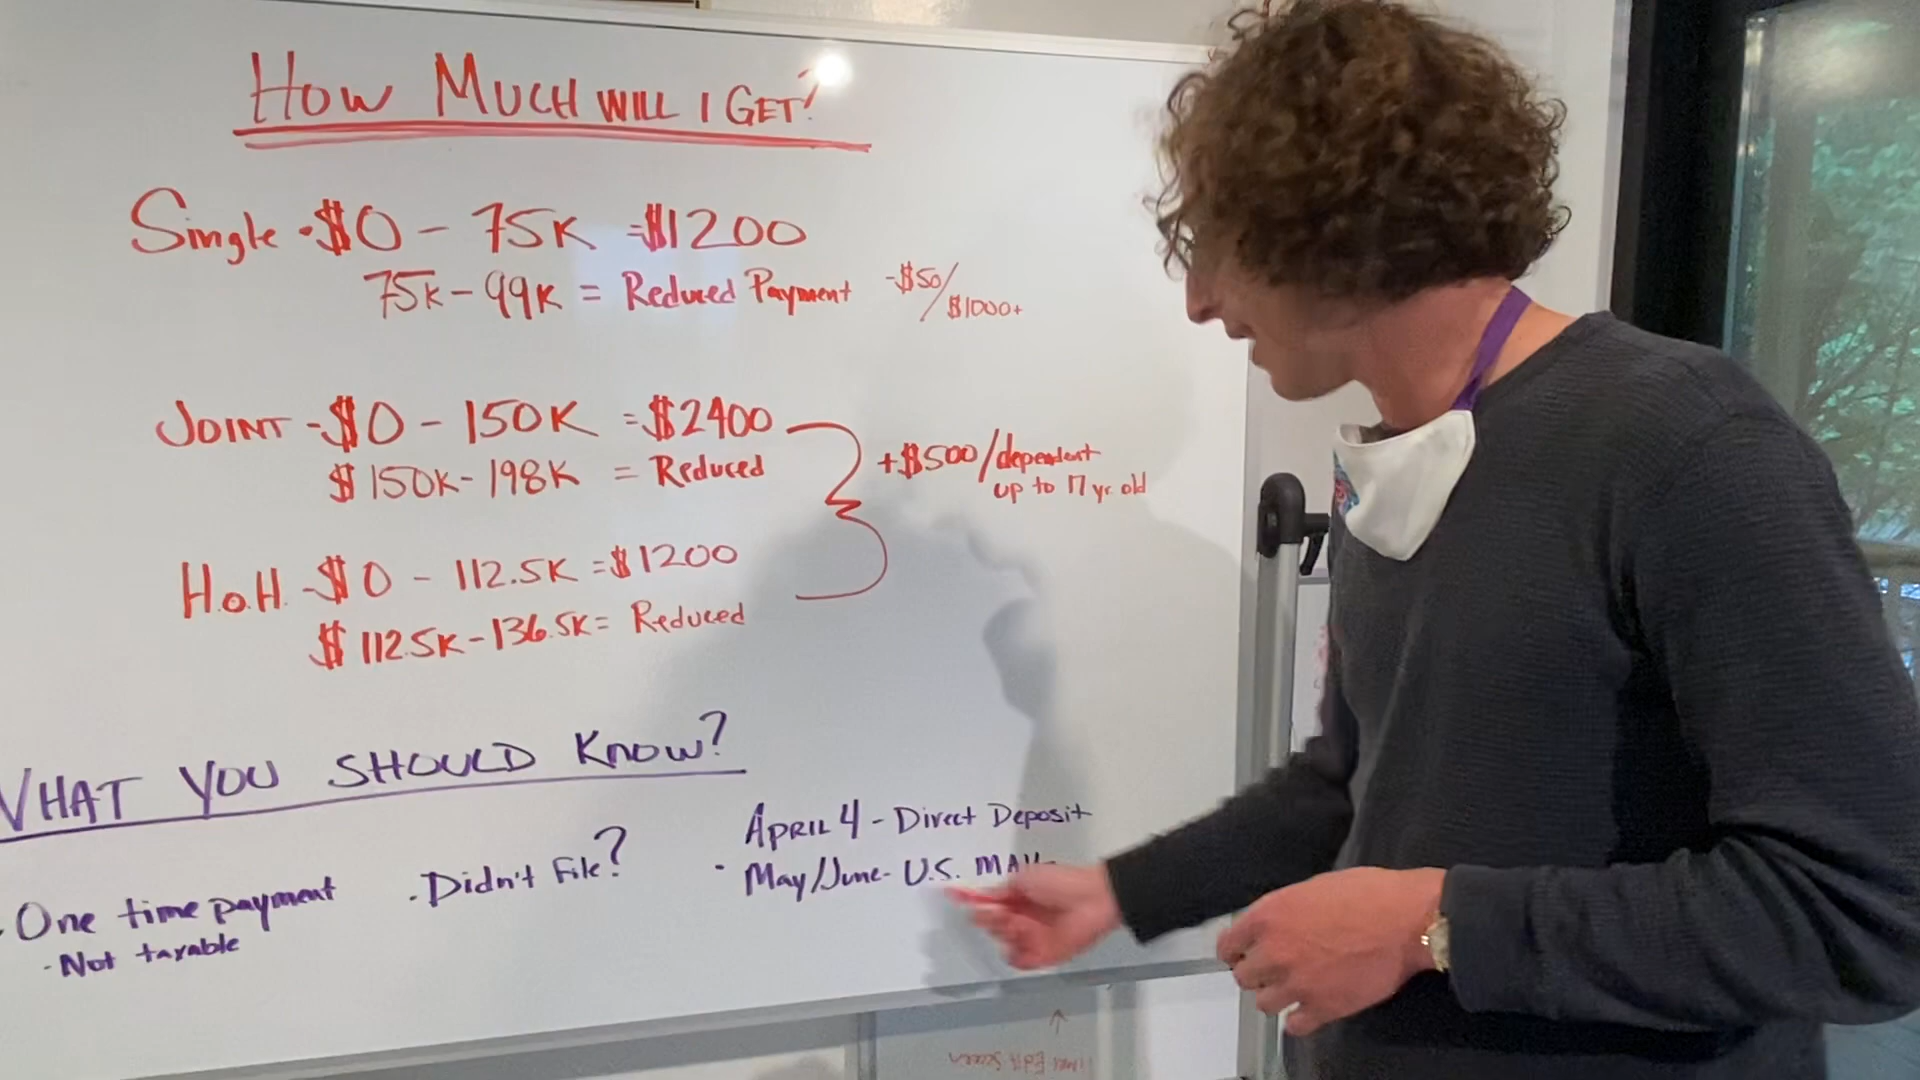 How Much will I Get?
Single - $0 - 75K = $1200
75K - 99K = Reduced Payment -$50/$1000+
Joint - $0 - 150K = $2400
$150K - 198K = Reduced
+$500/dependent
up to 17 yr. old
H.o.H. - $0 - 112.5K = $1200
$112.5K - 136.5K = Reduced
What You Should Know?
· One time payment
· Not taxable
· Didn't File?
April 4 - Direct Deposit
· May/June - U.S.